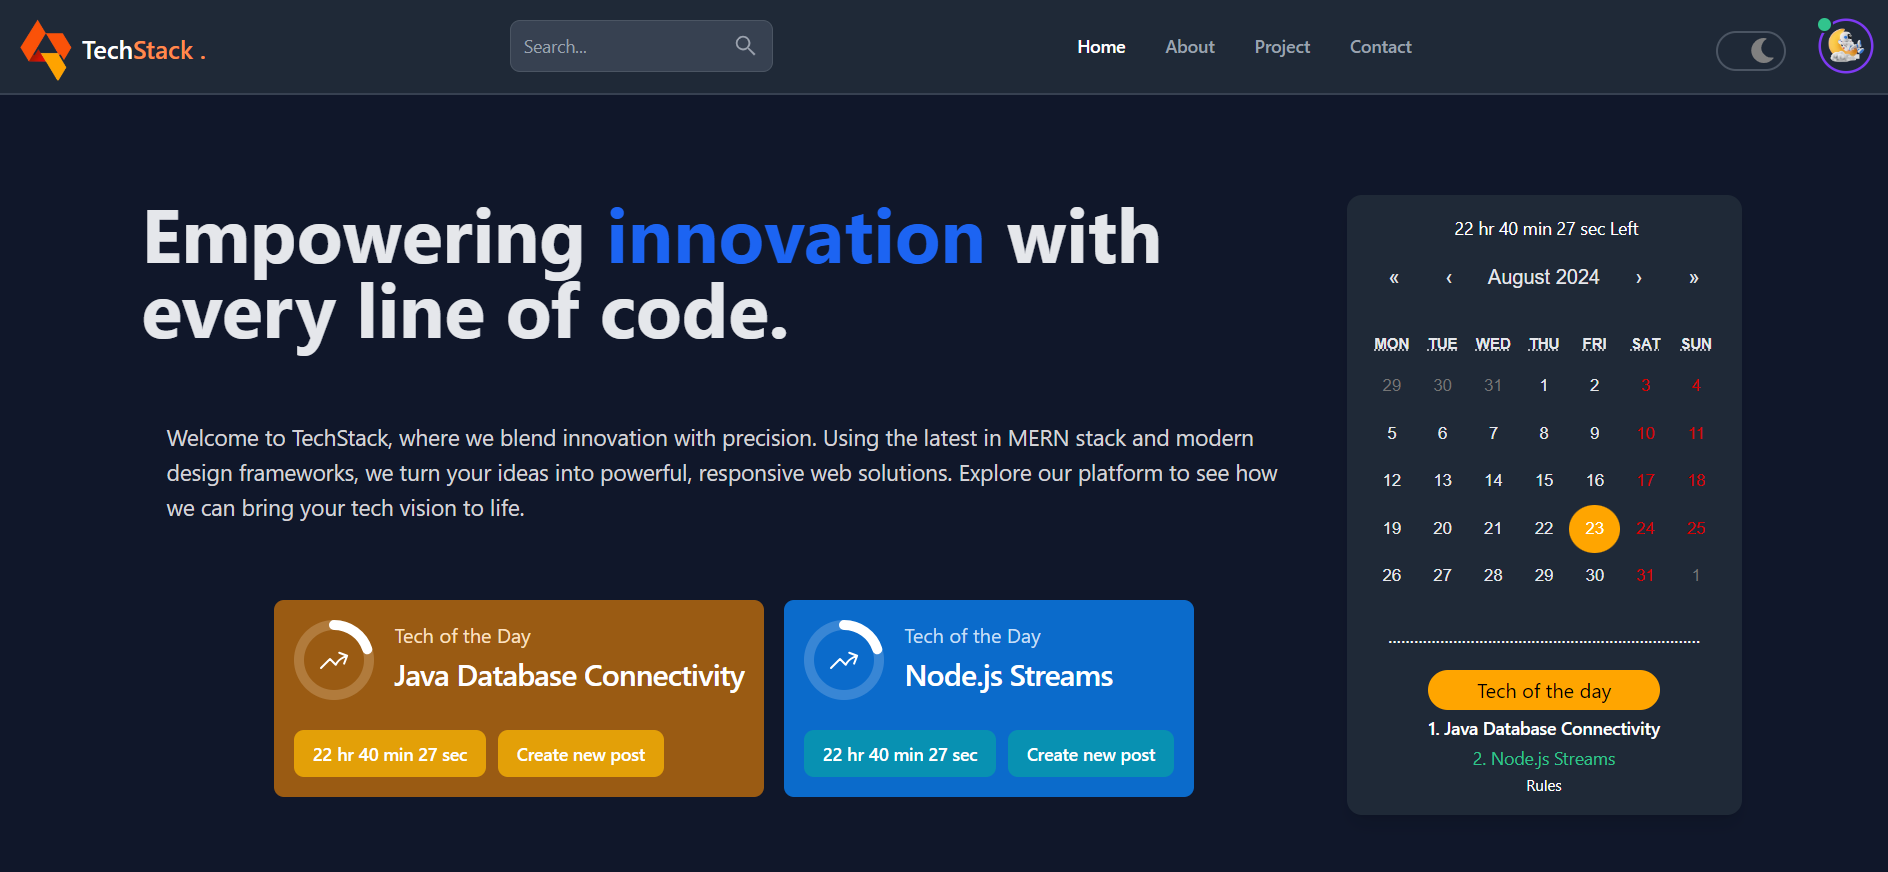 TechStack .
Search...
Home About Project Contact
Empowering innovation with
every line of code.
Welcome to TechStack, where we blend innovation with precision. Using the latest in MERN stack and modern
design frameworks, we turn your ideas into powerful, responsive web solutions. Explore our platform to see how
we can bring your tech vision to life.
Tech of the Day
Java Database Connectivity
22 hr 40 min 27 sec Create new post
Tech of the Day
Node.js Streams
22 hr 40 min 27 sec Create new post
22 hr 40 min 27 sec Left
« ‹ August 2024 › »
MON TUE WED THU FRI SAT SUN
29 30 31 1 2 3 4
5 6 7 8 9 10 11
12 13 14 15 16 17 18
19 20 21 22 23 24 25
26 27 28 29 30 31 1
Tech of the day
1. Java Database Connectivity
2. Node.js Streams
Rules